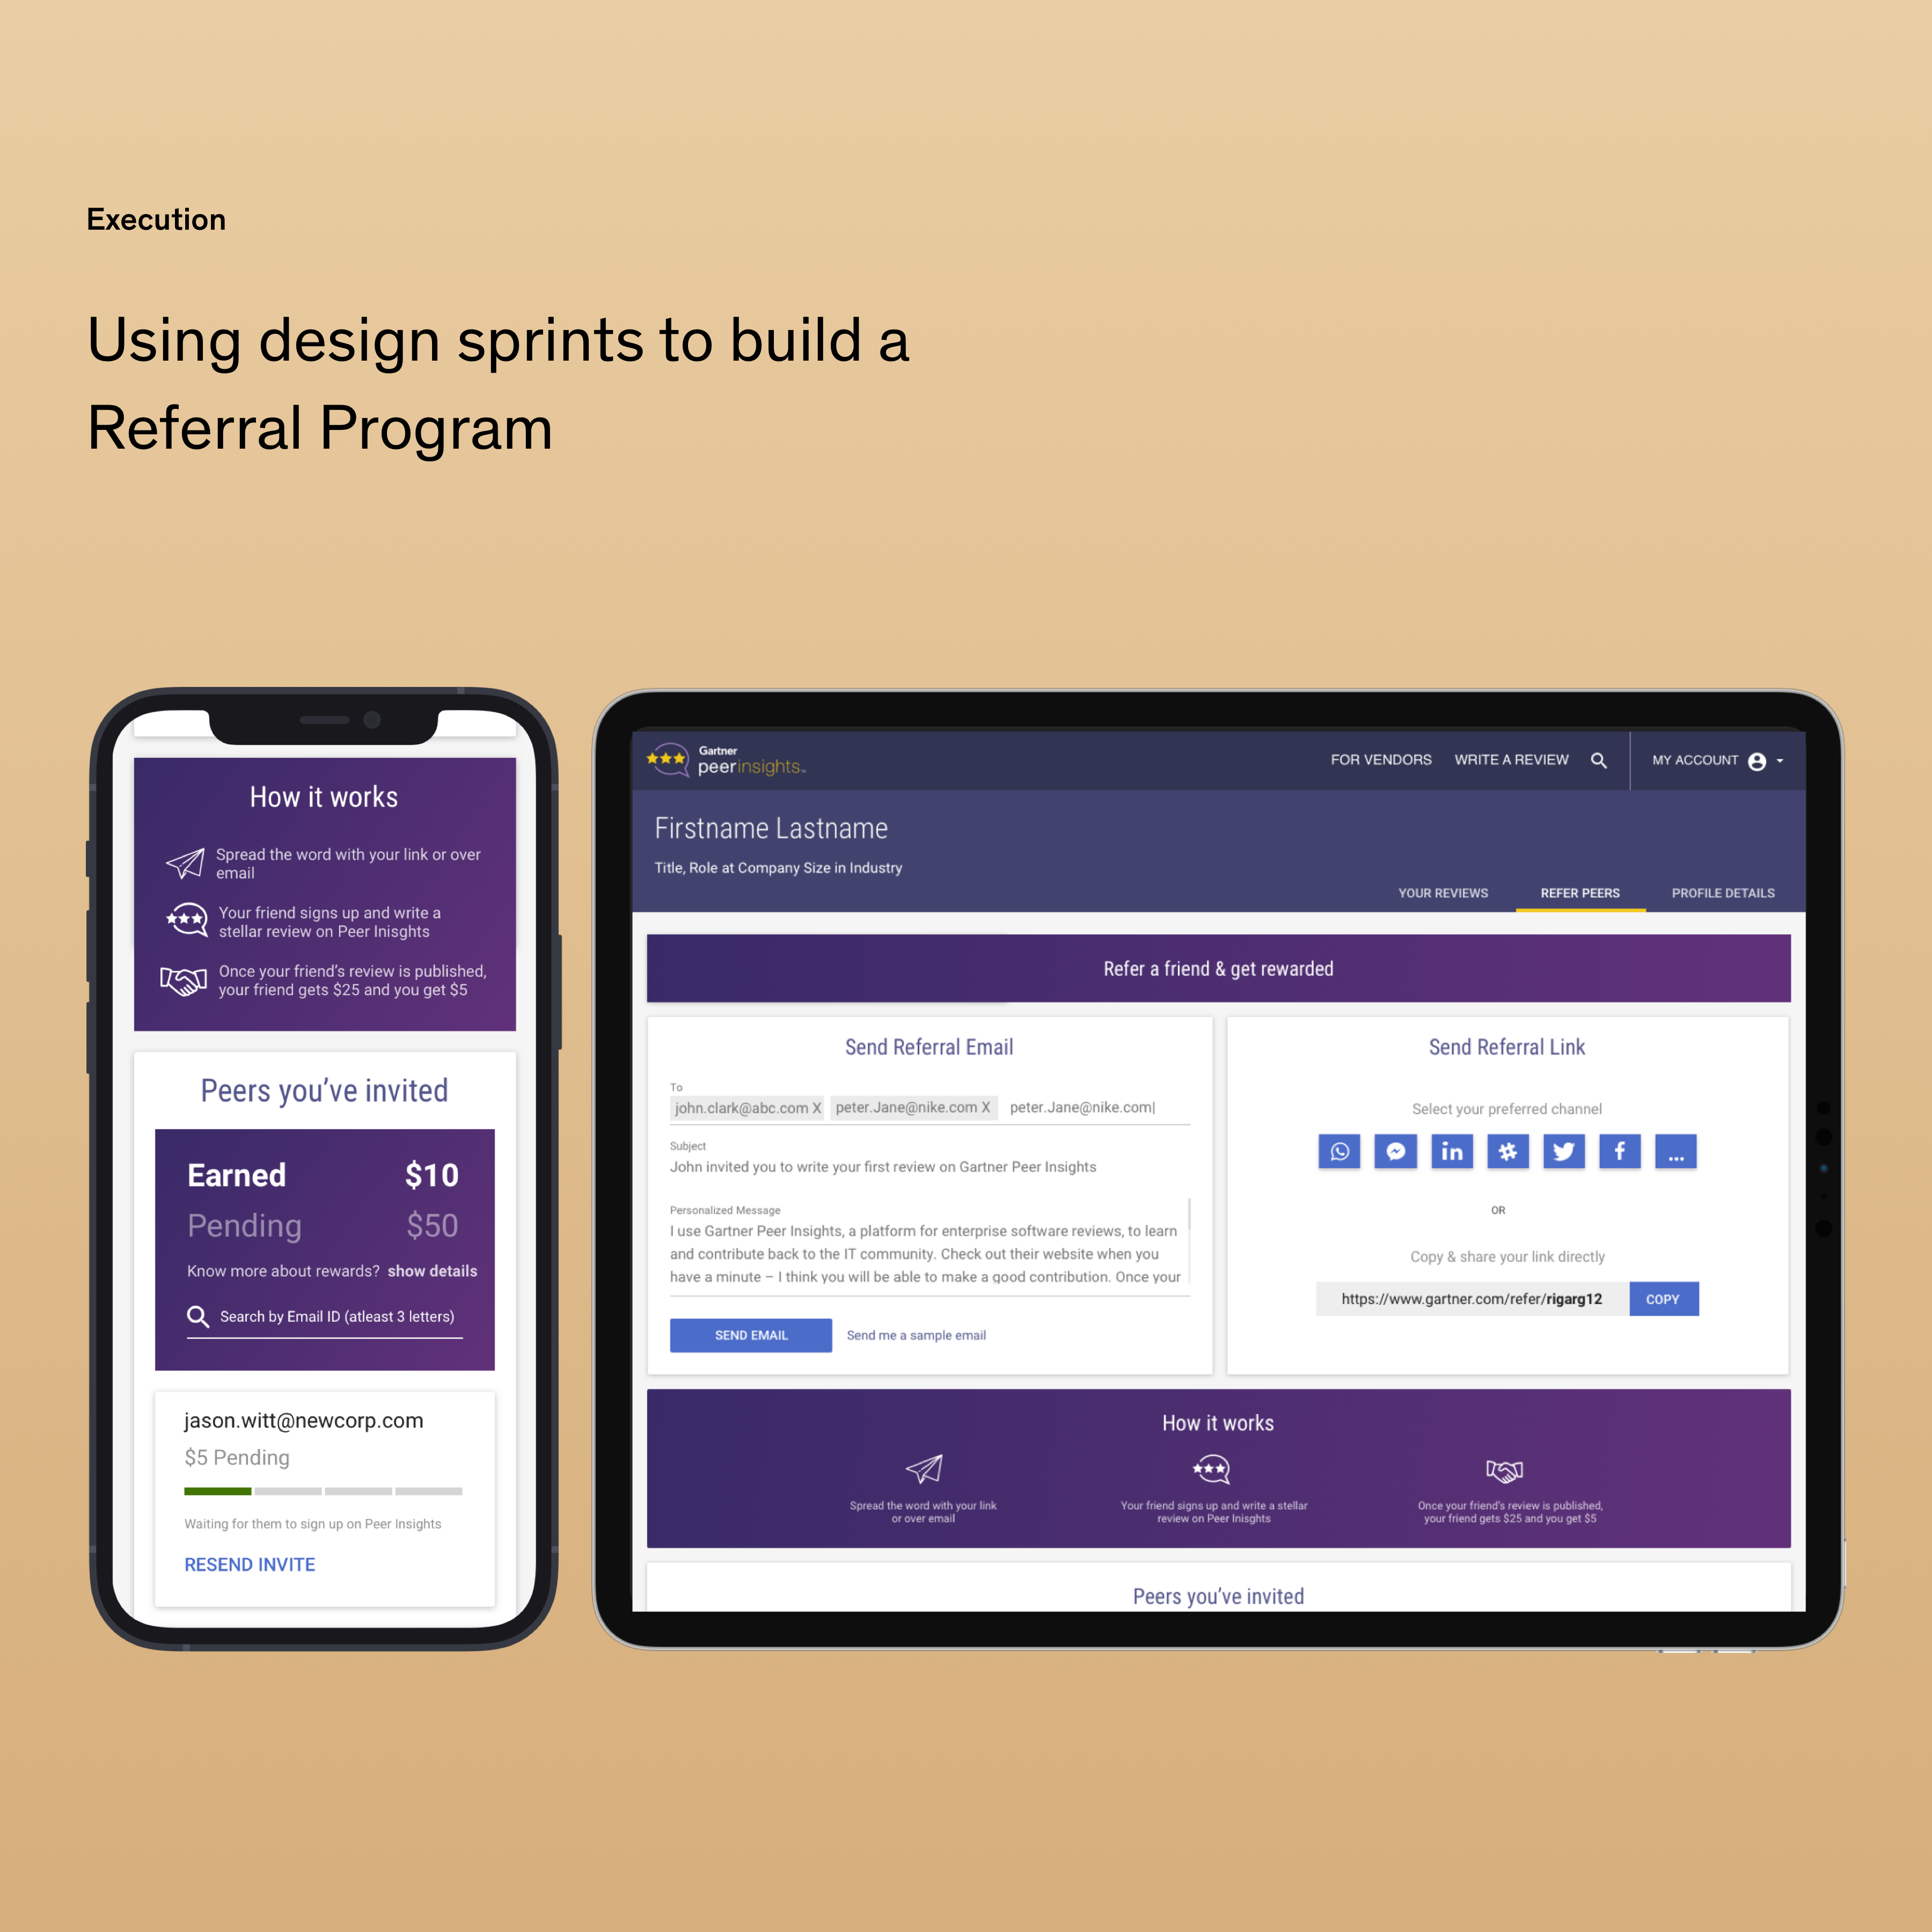 Execution
Using design sprints to build a
Referral Program
How it works
Spread the word with your link or over
email
Your friend signs up and write a
stellar review on Peer Inisghts
Once your friend's review is published,
your friend gets $25 and you get $5
Peers you've invited
Earned $10
Pending $50
Know more about rewards? show details
Search by Email ID (atleast 3 letters)
jason.witt@newcorp.com
$5 Pending
Waiting for them to sign up on Peer Insights
RESEND INVITE
Gartner
peerinsights™
FOR VENDORS WRITE A REVIEW MY ACCOUNT
Firstname Lastname
Title, Role at Company Size in Industry
YOUR REVIEWS REFER PEERS PROFILE DETAILS
Refer a friend & get rewarded
Send Referral Email
To
john.clark@abc.com X peter.Jane@nike.com X peter.Jane@nike.com|
Subject
John invited you to write your first review on Gartner Peer Insights
Personalized Message
I use Gartner Peer Insights, a platform for enterprise software reviews, to learn
and contribute back to the IT community. Check out their website when you
have a minute – I think you will be able to make a good contribution. Once your
SEND EMAIL Send me a sample email
Send Referral Link
Select your preferred channel
in f ...
OR
Copy & share your link directly
https://www.gartner.com/refer/rigarg12 COPY
How it works
Spread the word with your link
or over email
Your friend signs up and write a stellar
review on Peer Inisghts
Once your friend's review is published,
your friend gets $25 and you get $5
Peers you've invited